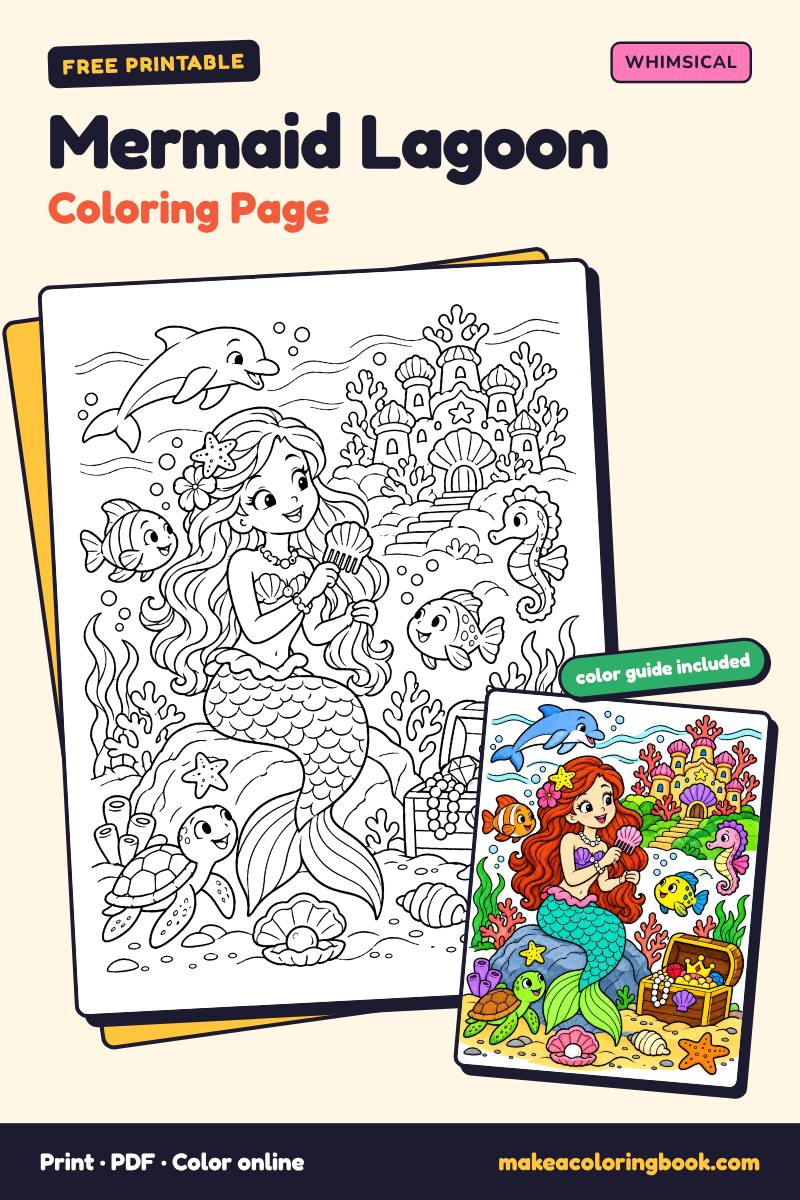 FREE PRINTABLE
WHIMSICAL
Mermaid Lagoon
Coloring Page
color guide included
Print · PDF · Color online
makeacoloringbook.com